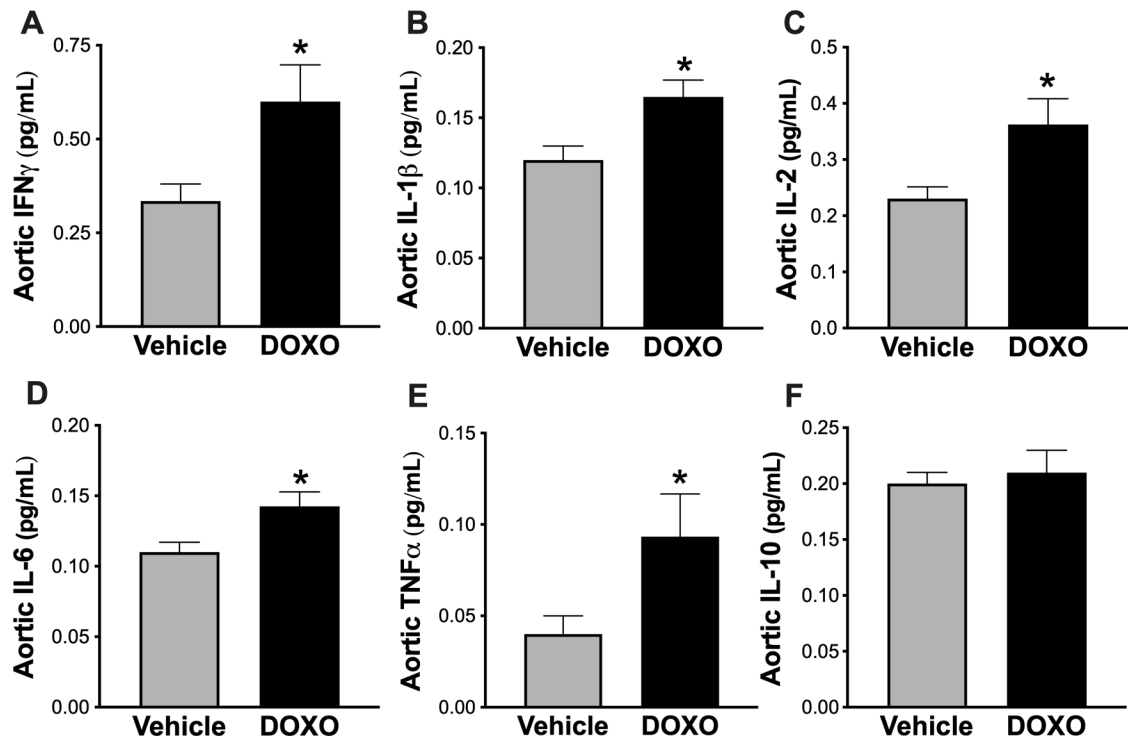 A
Aortic IFNγ (pg/mL)
0.75
0.50
0.25
0.00
*
Vehicle DOXO
B
Aortic IL-1β (pg/mL)
0.20
0.15
0.10
0.05
0.00
*
Vehicle DOXO
C
Aortic IL-2 (pg/mL)
0.5
0.4
0.3
0.2
0.1
0.0
*
Vehicle DOXO
D
Aortic IL-6 (pg/mL)
0.20
0.15
0.10
0.05
0.00
*
Vehicle DOXO
E
Aortic TNFα (pg/mL)
0.15
0.10
0.05
0.00
*
Vehicle DOXO
F
Aortic IL-10 (pg/mL)
0.25
0.20
0.15
0.10
0.05
0.00
Vehicle DOXO